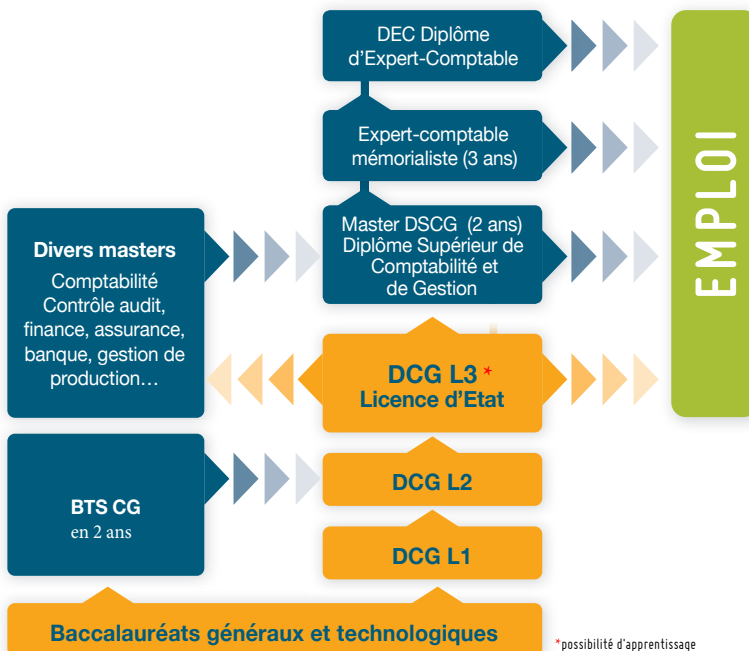 DEC Diplôme
d'Expert-Comptable
Expert-comptable
mémorialiste (3 ans)
Master DSCG (2 ans)
Diplôme Supérieur de
Comptabilité et
de Gestion
EMPLOI
Divers masters
Comptabilité
Contrôle audit,
finance, assurance,
banque, gestion de
production…
DCG L3 *
Licence d'Etat
BTS CG
en 2 ans
DCG L2
DCG L1
Baccalauréats généraux et technologiques
*possibilité d'apprentissage